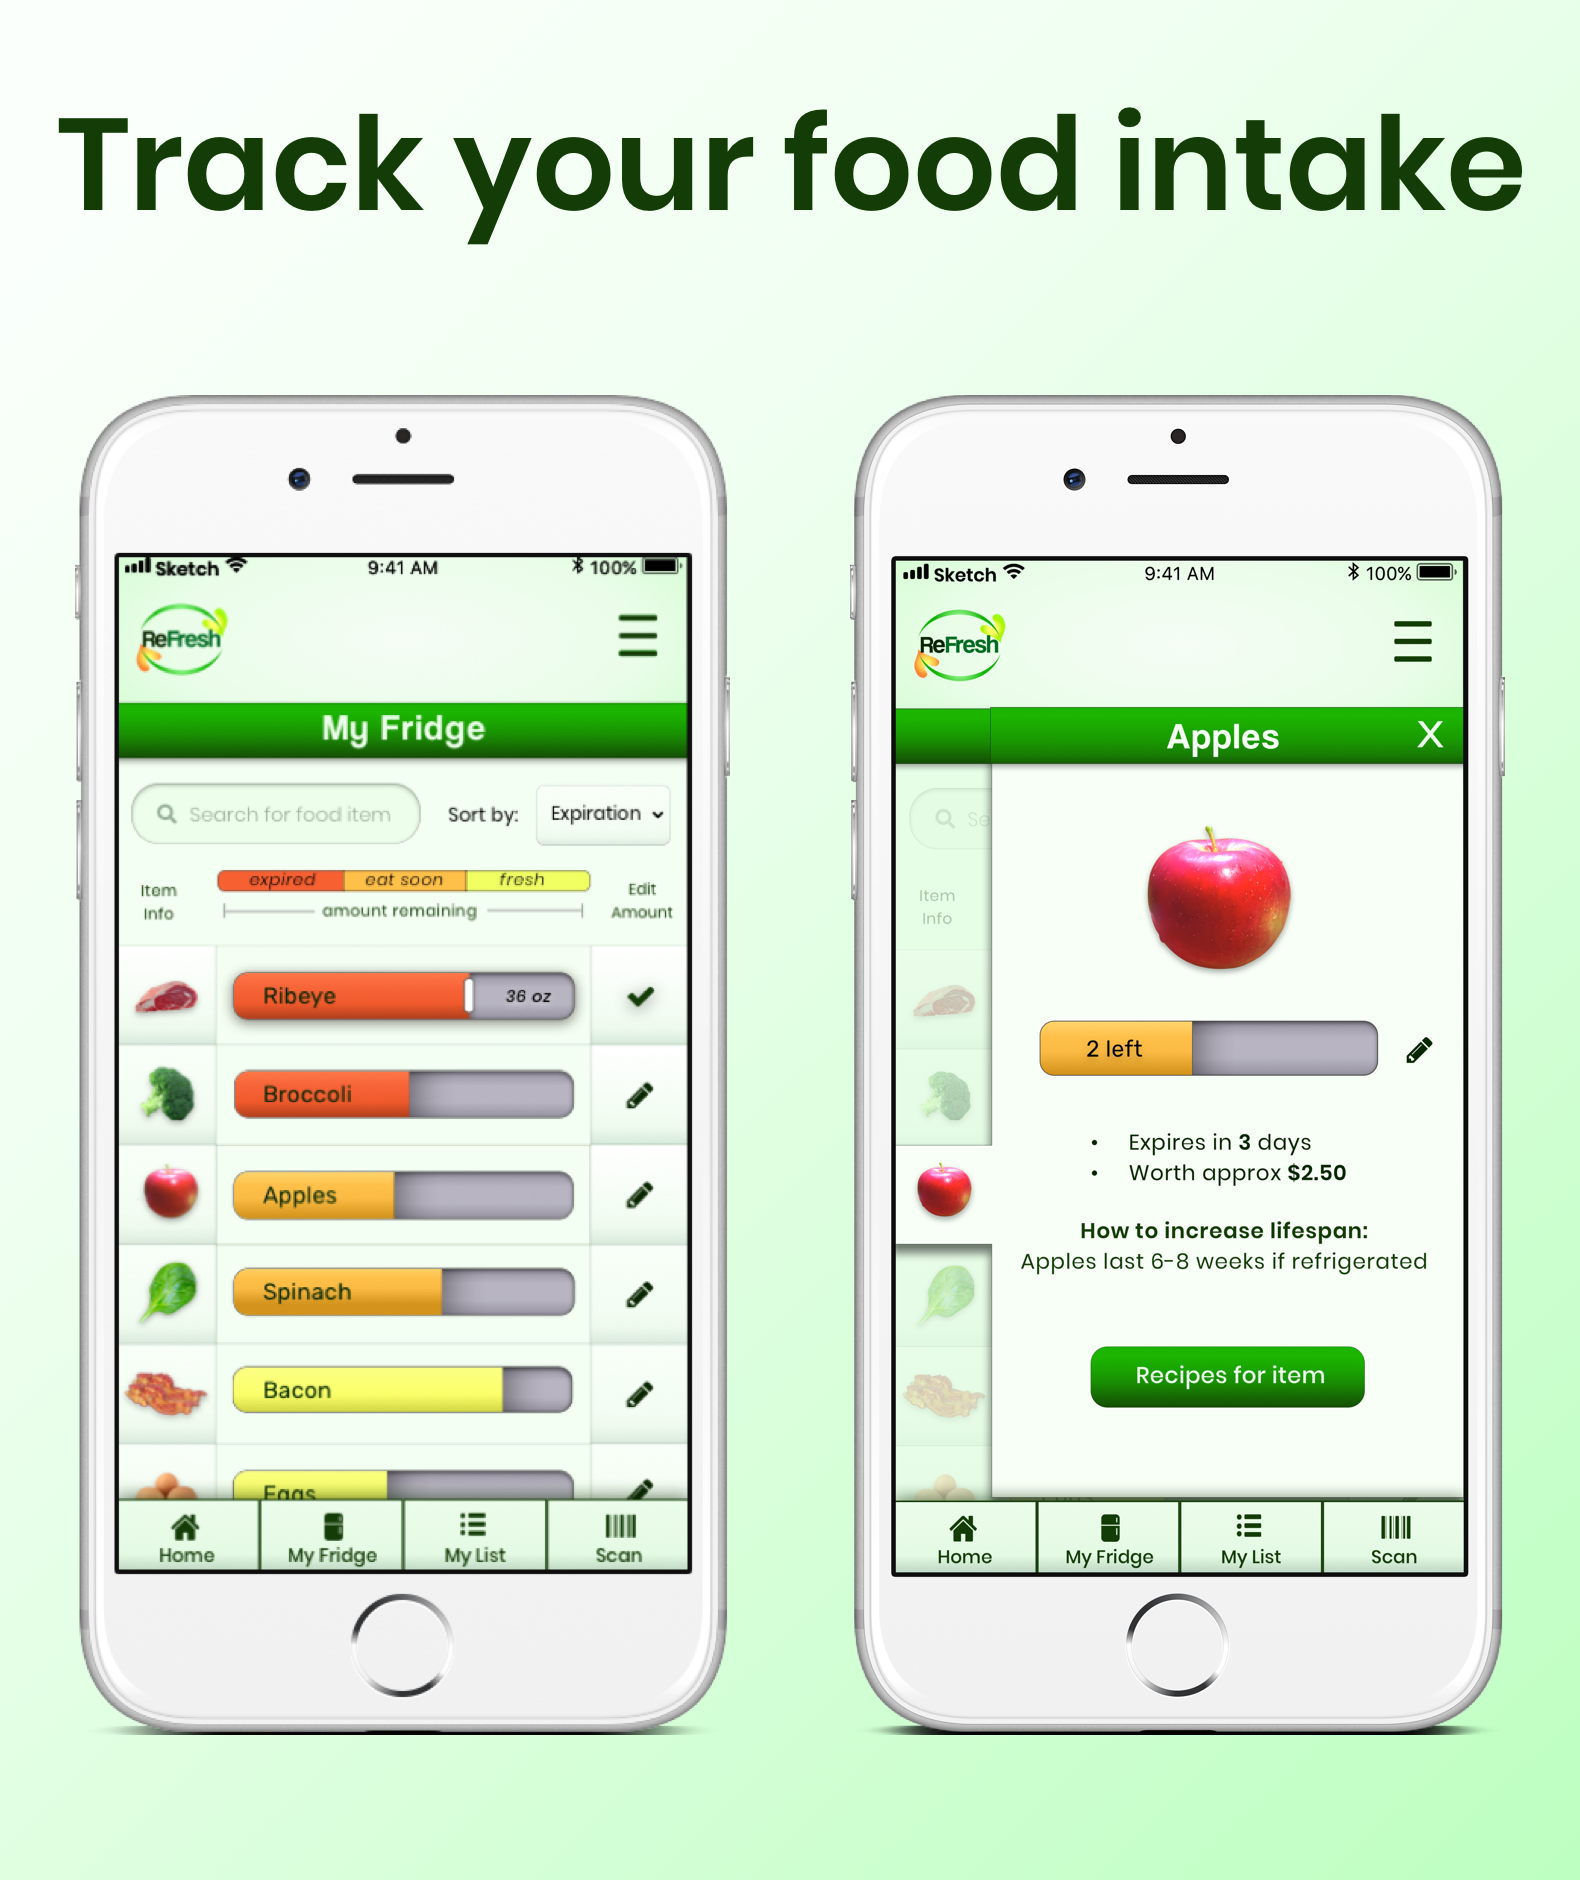 Track your food intake
Sketch 9:41 AM 100%
ReFresh
My Fridge
Search for food item Sort by: Expiration
Item Info
expired eat soon fresh
amount remaining
Edit Amount
Ribeye 36 oz
Broccoli
Apples
Spinach
Bacon
Eggs
Home My Fridge My List Scan
Sketch 9:41 AM 100%
ReFresh
Apples X
Se
Item
Info
2 left
• Expires in 3 days
• Worth approx $2.50
How to increase lifespan:
Apples last 6-8 weeks if refrigerated
Recipes for item
Home My Fridge My List Scan